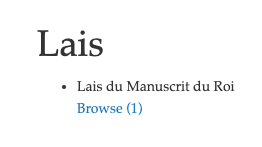 Lais
• Lais du Manuscrit du Roi
Browse (1)